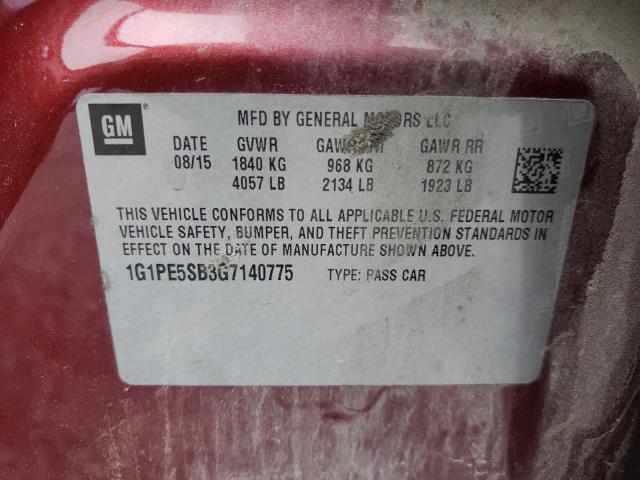 GM
MFD BY GENERAL MOTORS LLC
DATE GVWR GAWR FRT GAWR RR
08/15 1840 KG 968 KG 872 KG
4057 LB 2134 LB 1923 LB
THIS VEHICLE CONFORMS TO ALL APPLICABLE U.S. FEDERAL MOTOR
VEHICLE SAFETY, BUMPER, AND THEFT PREVENTION STANDARDS IN
EFFECT ON THE DATE OF MANUFACTURE SHOWN ABOVE.
1G1PE5SB3G7140775 TYPE: PASS CAR